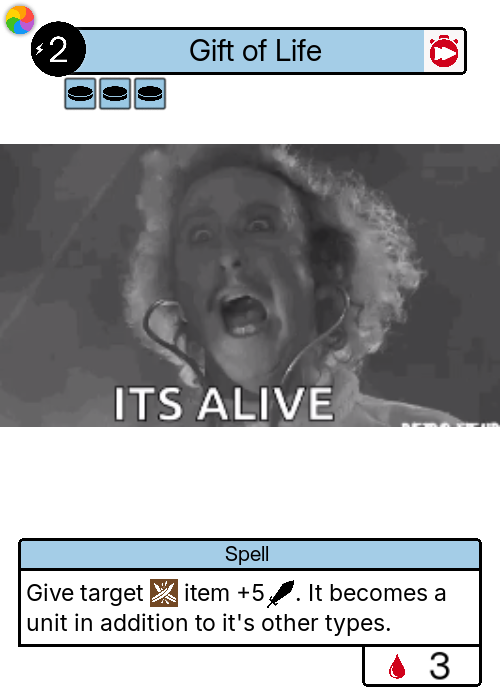 2
Gift of Life
ITS ALIVE
Spell
Give target item +5. It becomes a
unit in addition to it's other types.
3